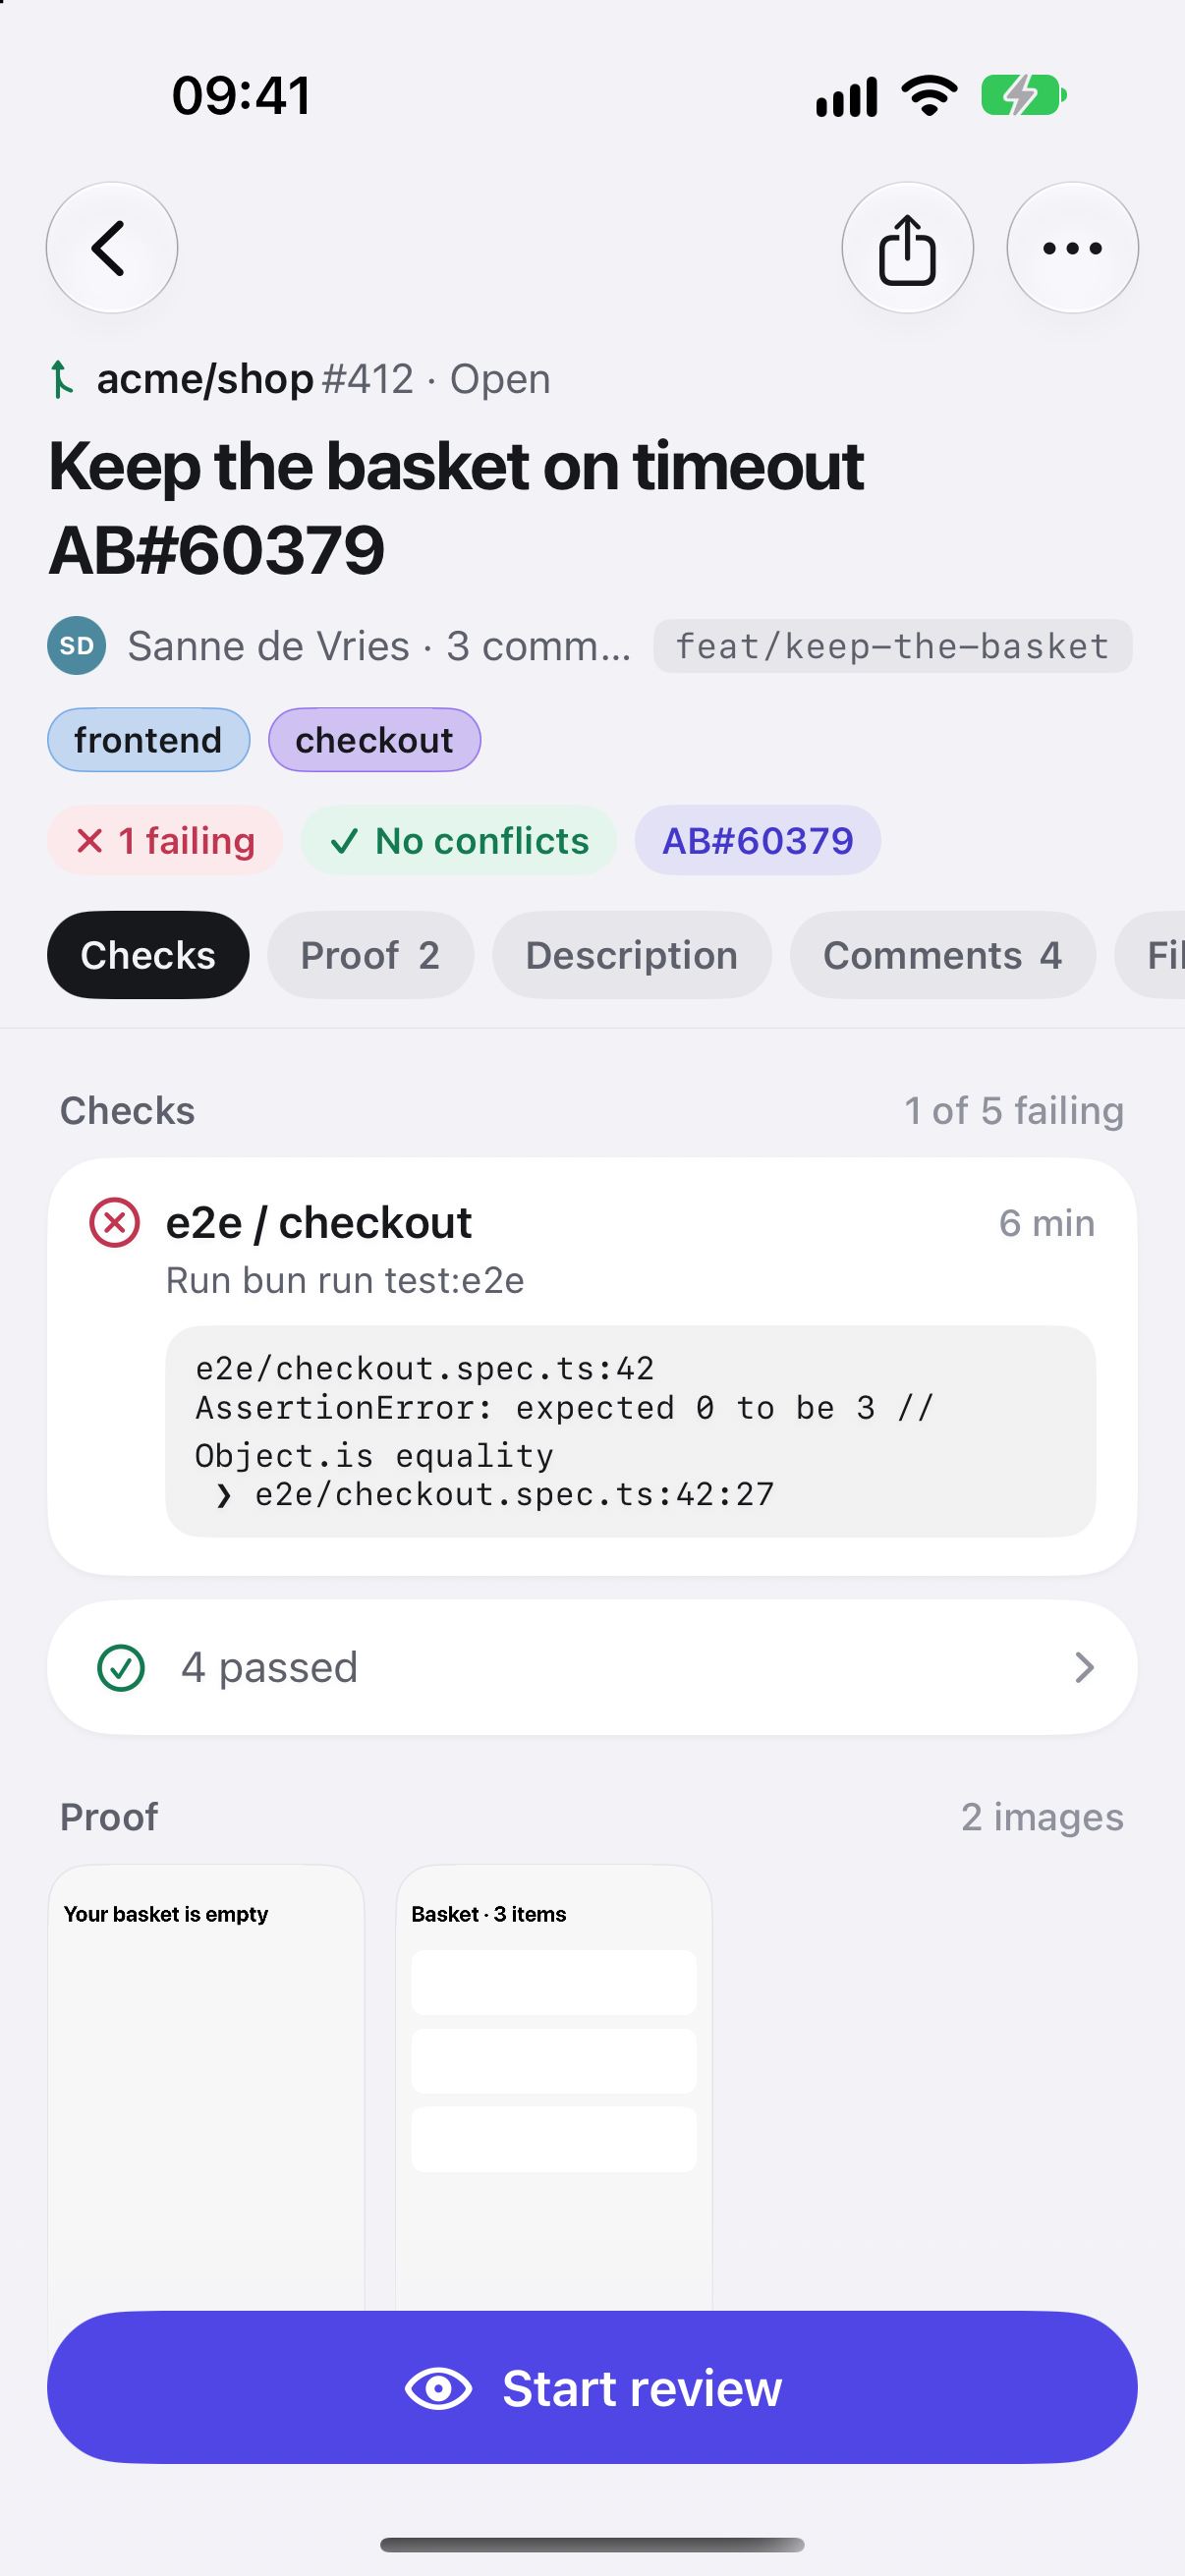 09:41
acme/shop #412 · Open
Keep the basket on timeout
AB#60379
SD Sanne de Vries · 3 comm... feat/keep-the-basket
frontend checkout
1 failing No conflicts AB#60379
Checks Proof 2 Description Comments 4 Fil
Checks 1 of 5 failing
e2e / checkout 6 min
Run bun run test:e2e
e2e/checkout.spec.ts:42
AssertionError: expected 0 to be 3 //
Object.is equality
❯ e2e/checkout.spec.ts:42:27
4 passed
Proof 2 images
Your basket is empty Basket · 3 items
Start review